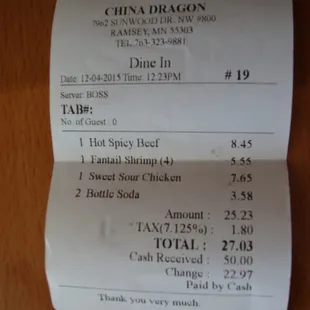 CHINA DRAGON
7962 SUNWOOD DR. NW #800
RAMSEY, MN 55303
TEL.763-323-9881
Dine In
Date: 12-04-2015 Time: 12:23PM # 19
Server: BOSS
TAB#:
No. of Guest : 0
1 Hot Spicy Beef 8.45
1 Fantail Shrimp (4) 5.55
1 Sweet Sour Chicken 7.65
2 Bottle Soda 3.58
Amount : 25.23
TAX(7.125%) : 1.80
TOTAL : 27.03
Cash Received : 50.00
Change : 22.97
Paid by Cash
Thank you very much.